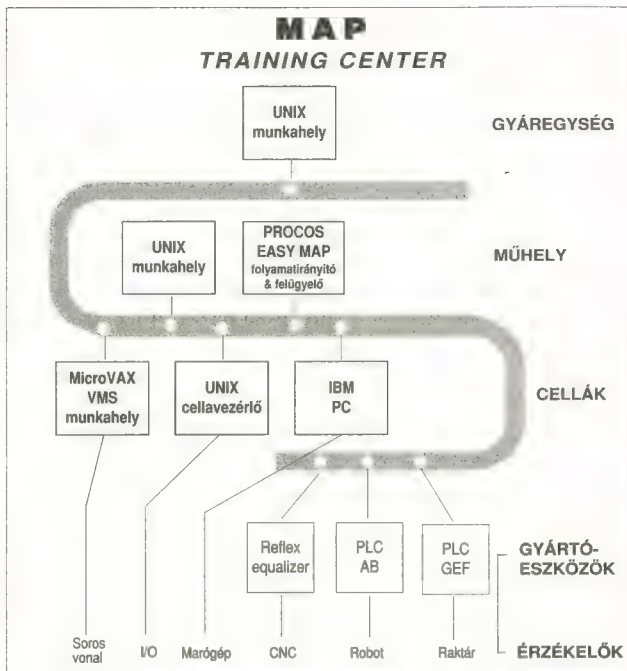 MAP
TRAINING CENTER
UNIX
munkahely
GYÁREGYSÉG
UNIX
munkahely
PROCOS
EASY MAP
folyamatirányító
& felügyelő
MŰHELY
MicroVAX
VMS
munkahely
UNIX
cellavezérlő
IBM
PC
CELLÁK
Reflex
equalizer
PLC
AB
PLC
GEF
GYÁRTÓ-
ESZKÖZÖK
Soros
vonal
I/O
Marógép
CNC
Robot
Raktár
ÉRZÉKELŐK